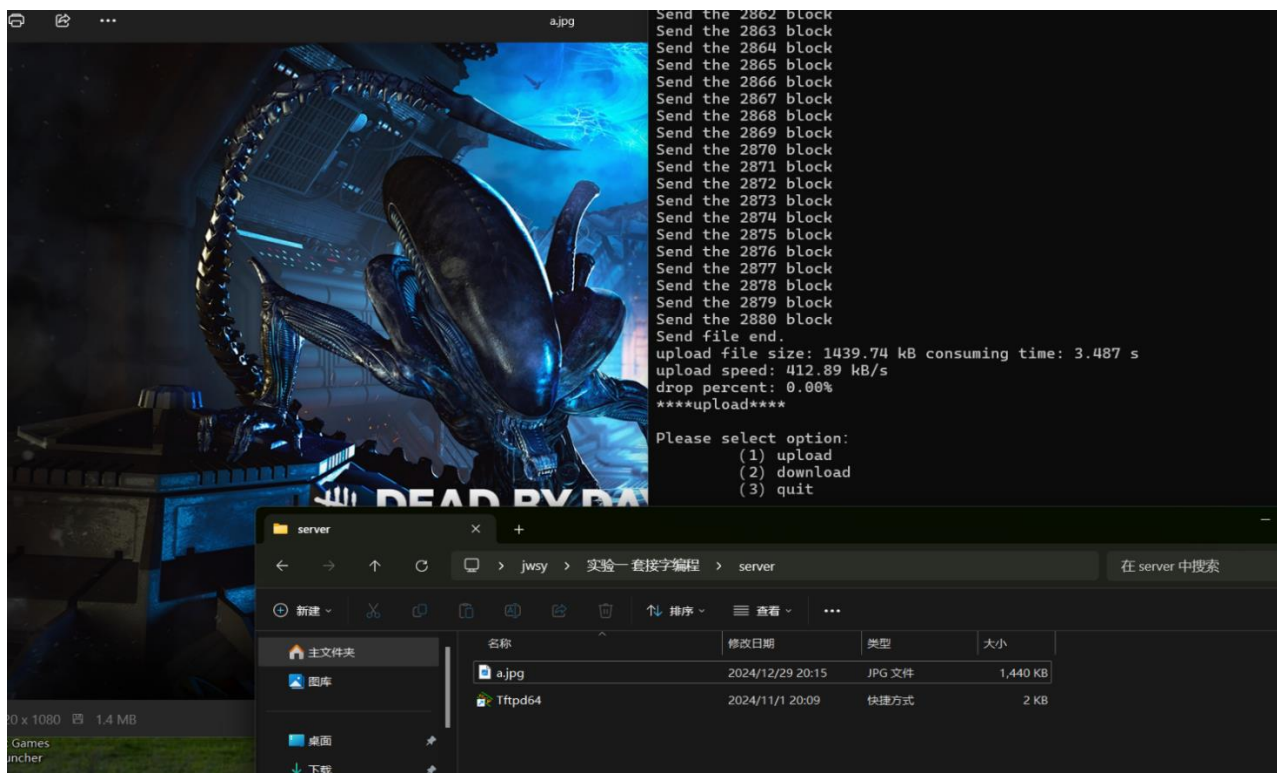 a.jpg
Send the 2862 block
Send the 2863 block
Send the 2864 block
Send the 2865 block
Send the 2866 block
Send the 2867 block
Send the 2868 block
Send the 2869 block
Send the 2870 block
Send the 2871 block
Send the 2872 block
Send the 2873 block
Send the 2874 block
Send the 2875 block
Send the 2876 block
Send the 2877 block
Send the 2878 block
Send the 2879 block
Send the 2880 block
Send file end.
upload file size: 1439.74 kB consuming time: 3.487 s
upload speed: 412.89 kB/s
drop percent: 0.00%
****upload****
Please select option:
(1) upload
(2) download
(3) quit
DEAD BY DA
server
jwsy > 实验一 套接字编程 > server
在 server 中搜索
新建 排序 查看
名称 修改日期 类型 大小
主文件夹
a.jpg 2024/12/29 20:15 JPG 文件 1,440 KB
图库
Tftpd64 2024/11/1 20:09 快捷方式 2 KB
20 x 1080 1.4 MB
桌面
Games
下载